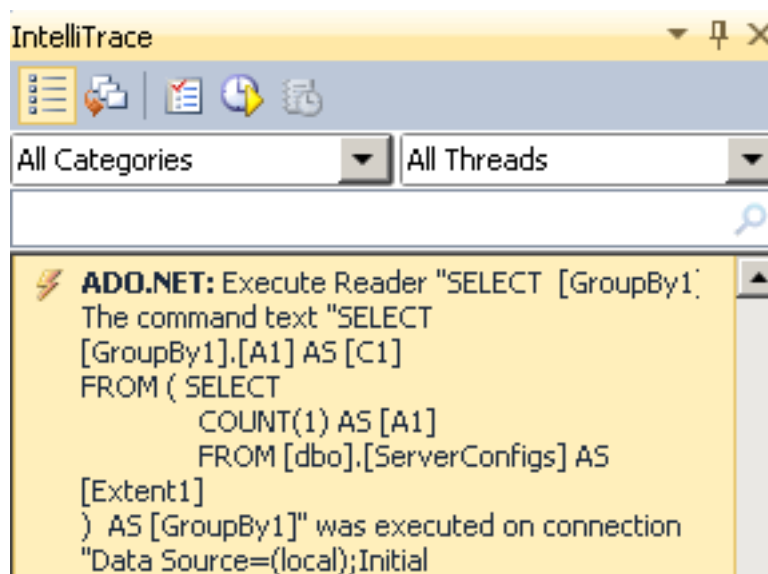 IntelliTrace
All Categories
All Threads
ADO.NET: Execute Reader "SELECT  [GroupBy1]
The command text "SELECT
[GroupBy1].[A1] AS [C1]
FROM ( SELECT
COUNT(1) AS [A1]
FROM [dbo].[ServerConfigs] AS
[Extent1]
)  AS [GroupBy1]" was executed on connection
"Data Source=(local);Initial